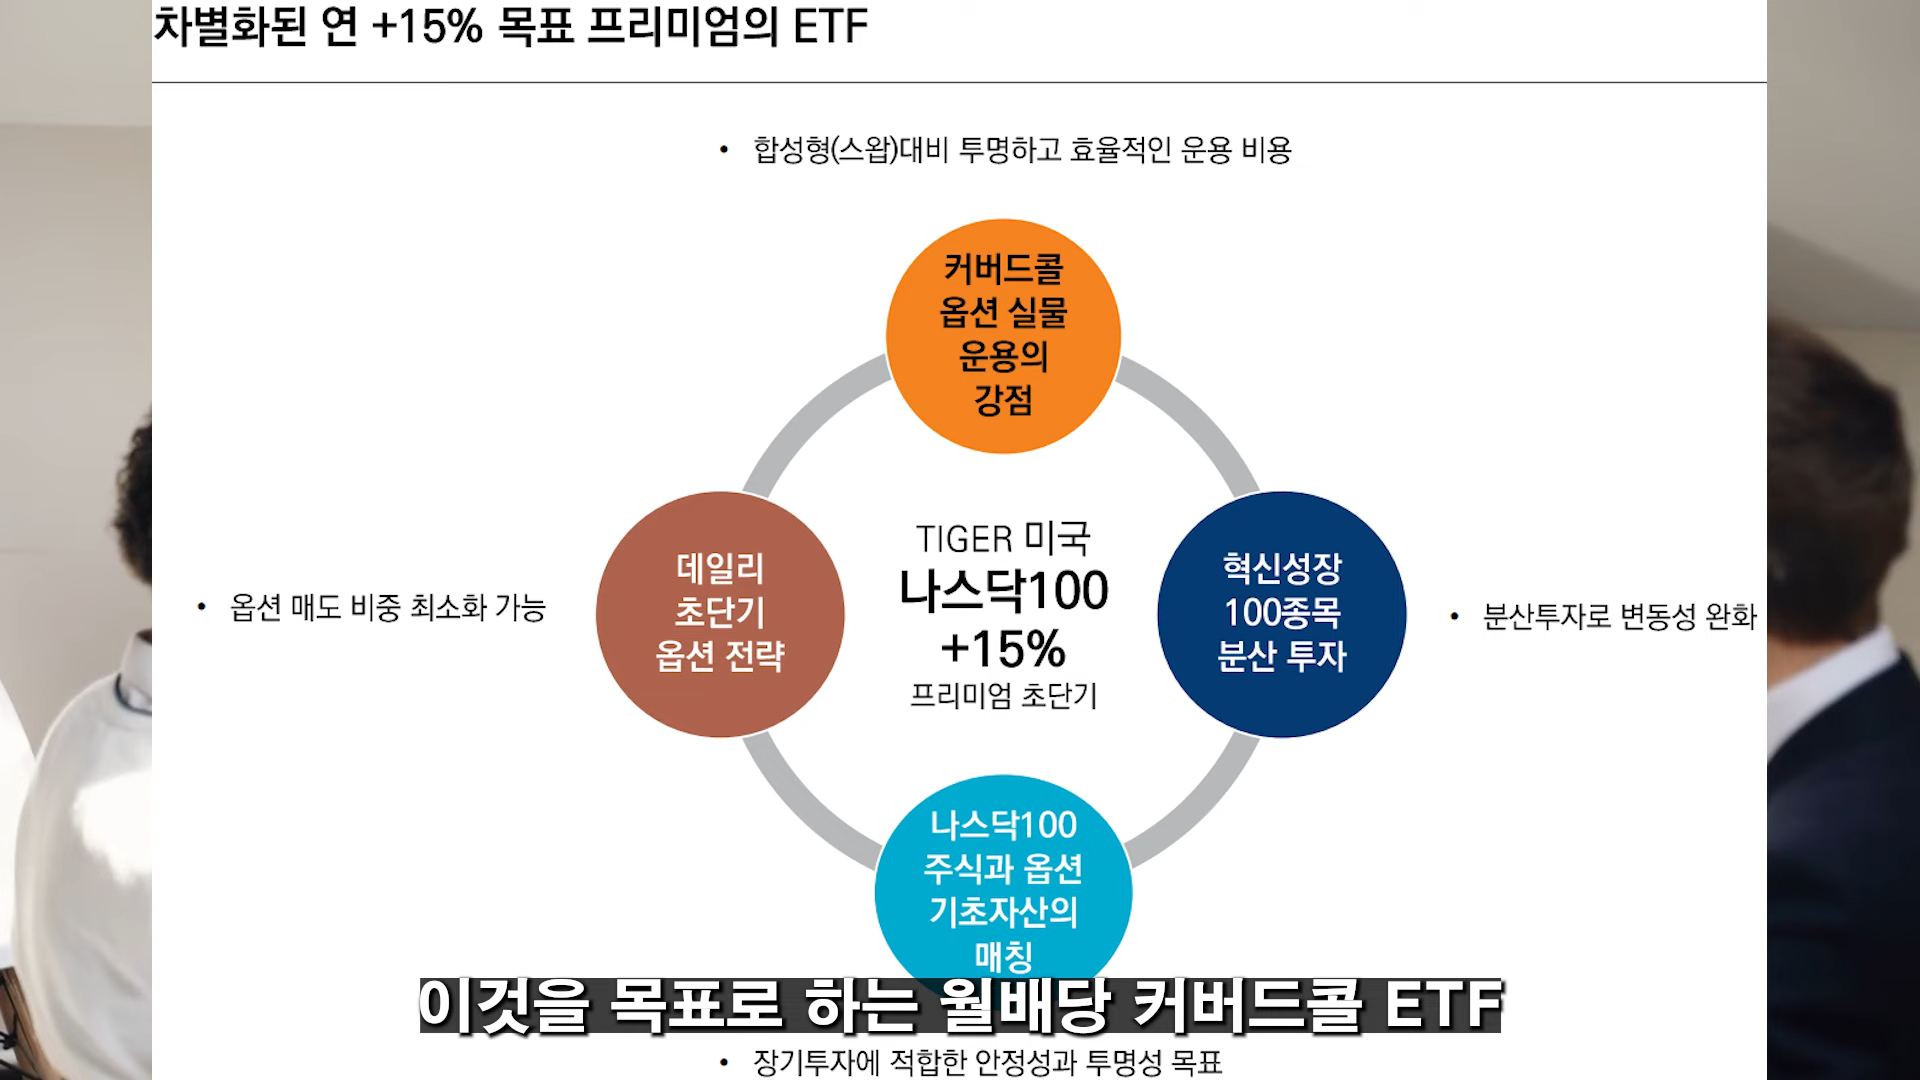 차별화된 연 +15% 목표 프리미엄의 ETF
• 합성형(스왑)대비 투명하고 효율적인 운용 비용
커버드콜
옵션 실물
운용의
강점
데일리
초단기
옵션 전략
• 옵션 매도 비중 최소화 가능
TIGER 미국
나스닥100
+15%
프리미엄 초단기
혁신성장
100종목
분산 투자
• 분산투자로 변동성 완화
나스닥100
주식과 옵션
기초자산의
매칭
이것을 목표로 하는 월배당 커버드콜 ETF
• 장기투자에 적합한 안정성과 투명성 목표